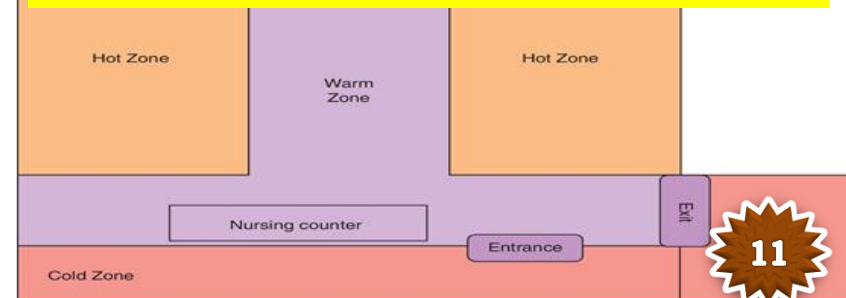 Hot Zone
Hot Zone
Warm
Zone
Exit
Nursing counter
Entrance
11
Cold Zone